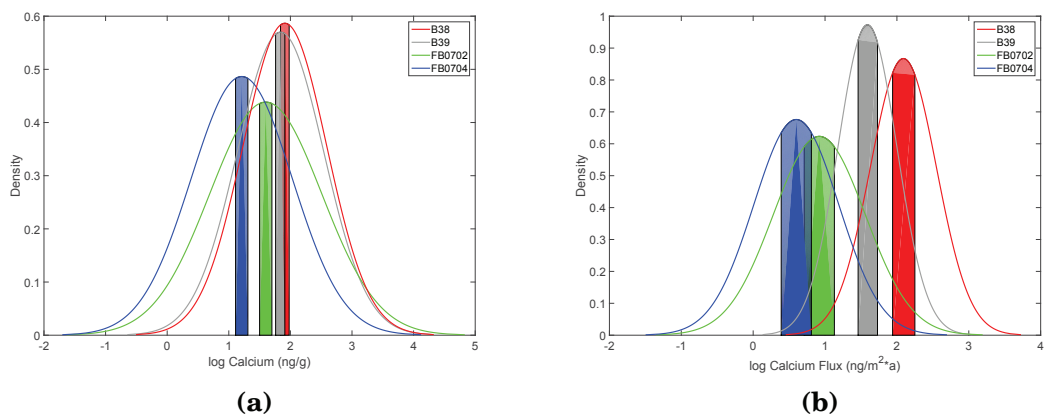 0.6
0.5
0.4
0.3
0.2
0.1
0
Density
-2 -1 0 1 2 3 4 5
log Calcium (ng/g)
B38
B39
FB0702
FB0704
(a)
1
0.9
0.8
0.7
0.6
0.5
0.4
0.3
0.2
0.1
0
Density
-2 -1 0 1 2 3 4
log Calcium Flux (ng/m²*a)
B38
B39
FB0702
FB0704
(b)